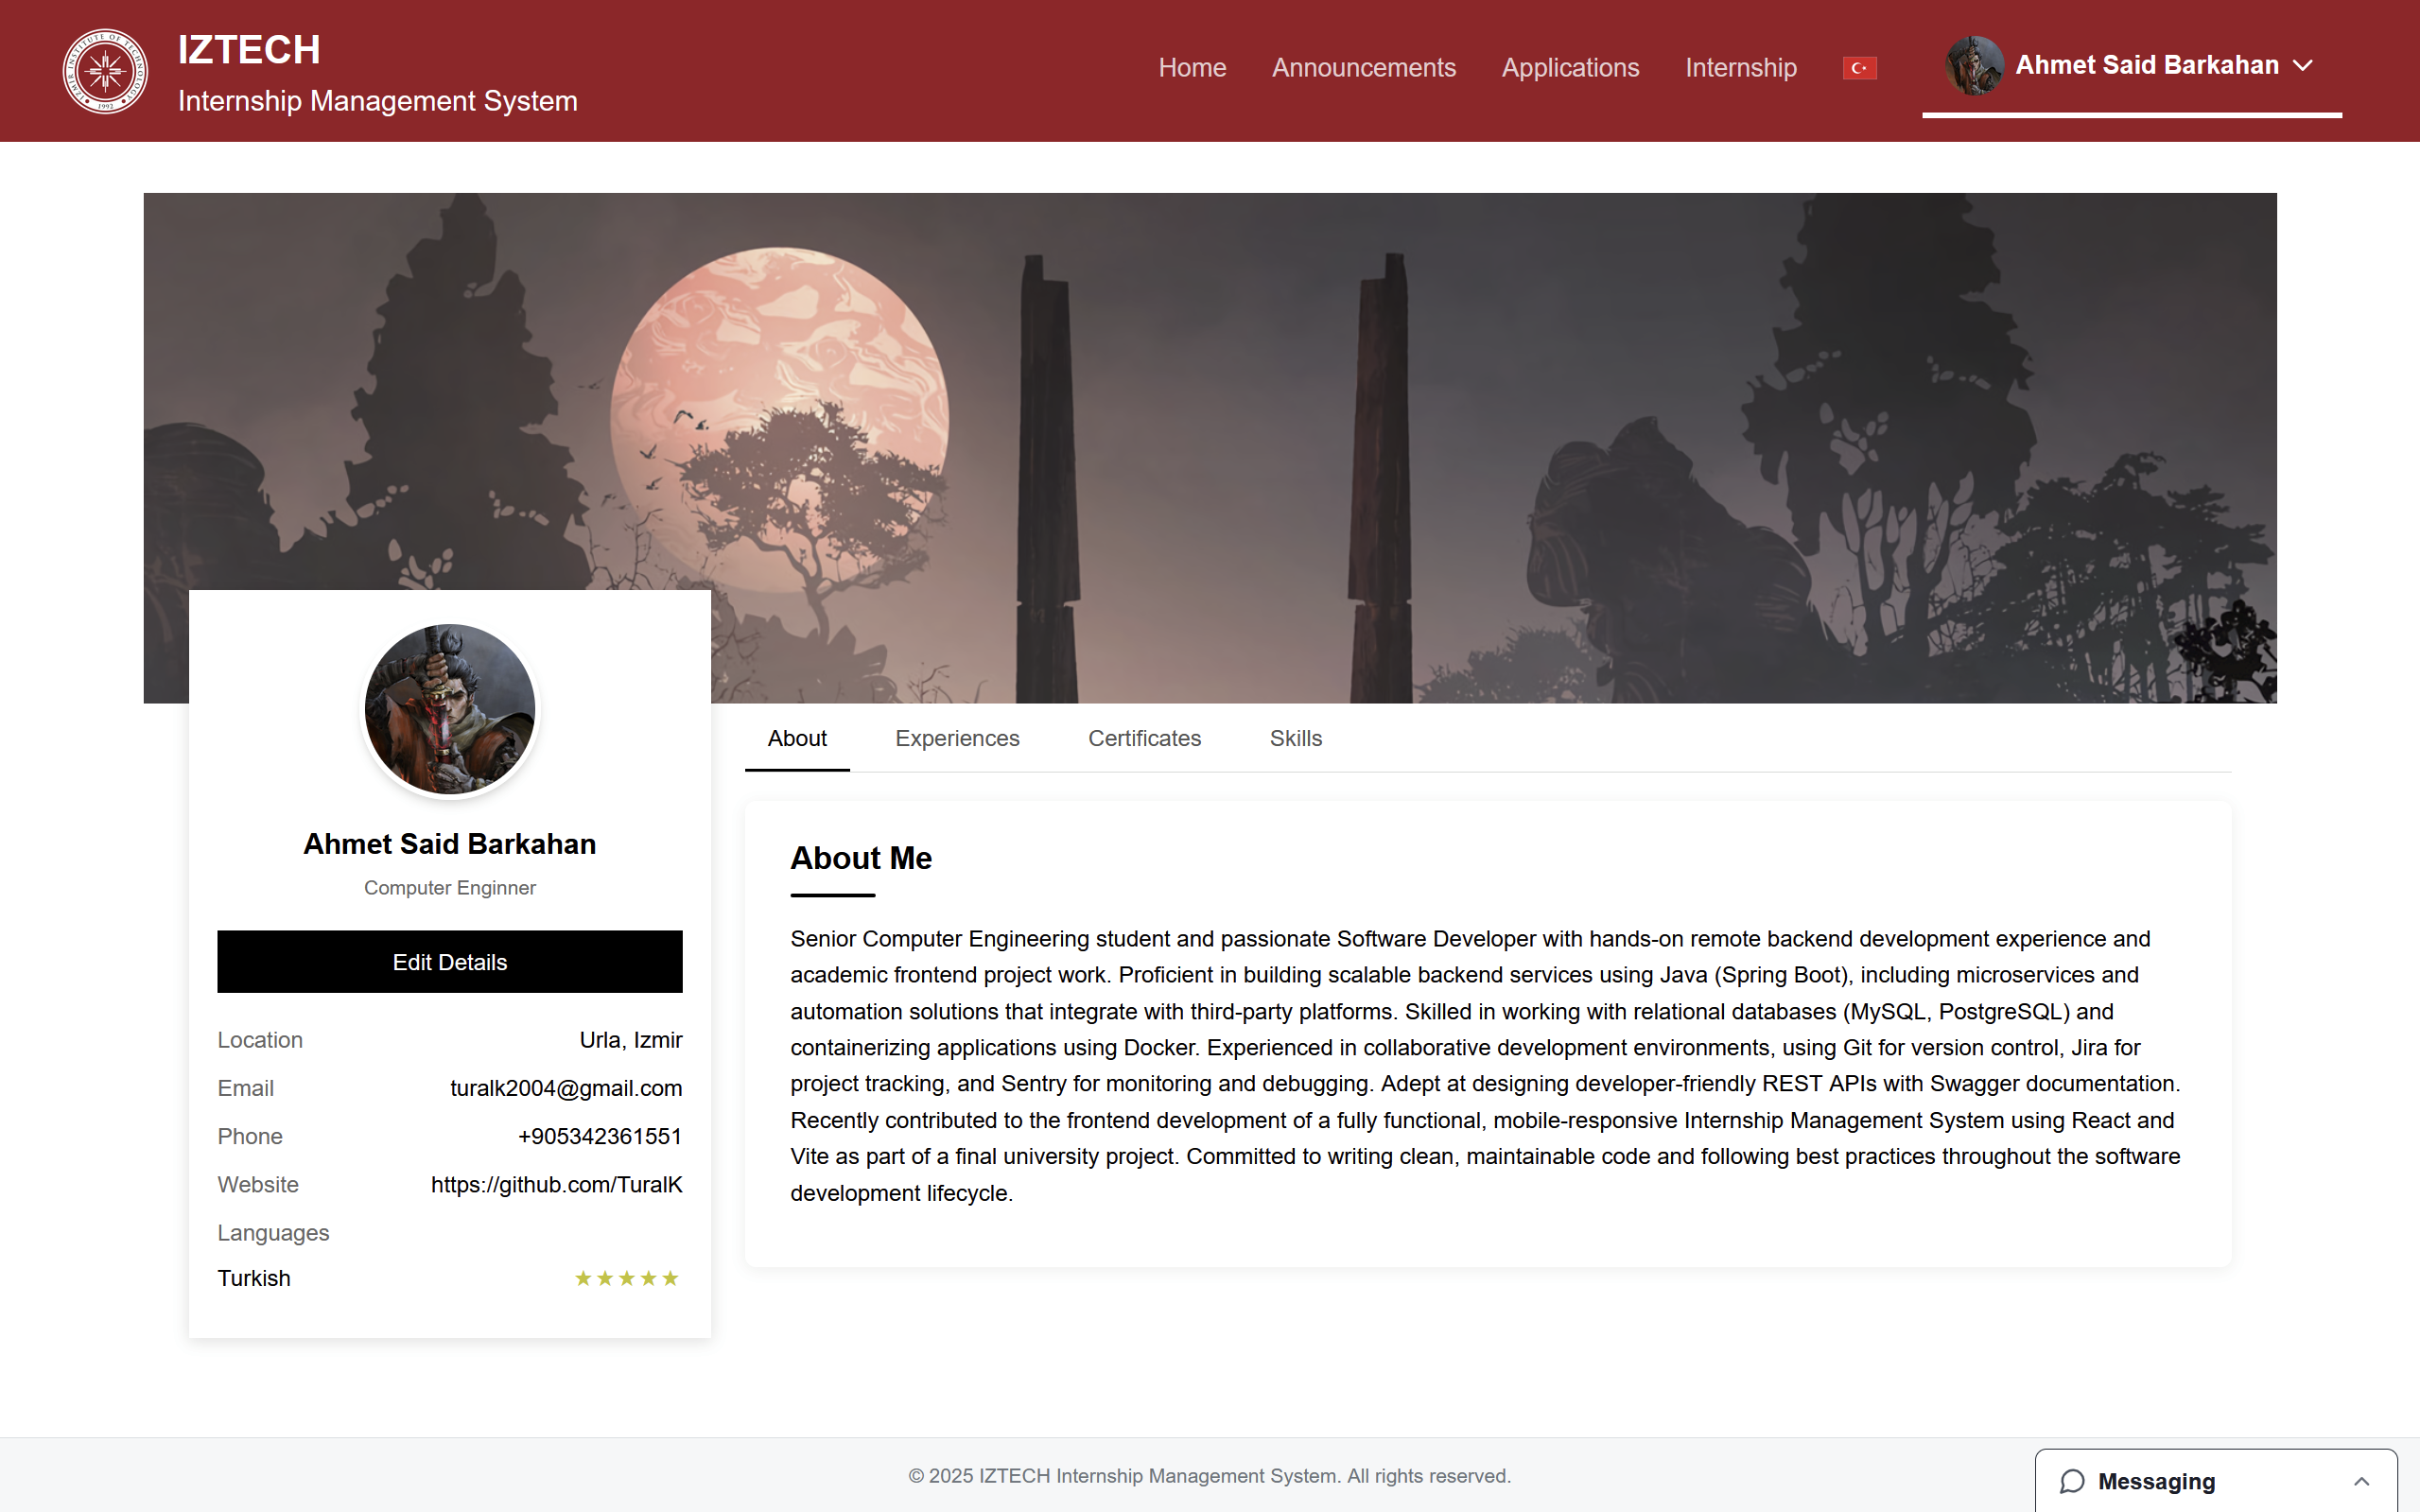 IZMIR INSTITUTE OF TECHNOLOGY
1992
IZTECH
Internship Management System
Home
Announcements
Applications
Internship
Ahmet Said Barkahan
Ahmet Said Barkahan
Computer Enginner
Edit Details
Location Urla, Izmir
Email turalk2004@gmail.com
Phone +905342361551
Website https://github.com/TuralK
Languages
Turkish ★★★★★
About
Experiences
Certificates
Skills
About Me
Senior Computer Engineering student and passionate Software Developer with hands-on remote backend development experience and
academic frontend project work. Proficient in building scalable backend services using Java (Spring Boot), including microservices and
automation solutions that integrate with third-party platforms. Skilled in working with relational databases (MySQL, PostgreSQL) and
containerizing applications using Docker. Experienced in collaborative development environments, using Git for version control, Jira for
project tracking, and Sentry for monitoring and debugging. Adept at designing developer-friendly REST APIs with Swagger documentation.
Recently contributed to the frontend development of a fully functional, mobile-responsive Internship Management System using React and
Vite as part of a final university project. Committed to writing clean, maintainable code and following best practices throughout the software
development lifecycle.
© 2025 IZTECH Internship Management System. All rights reserved.
Messaging